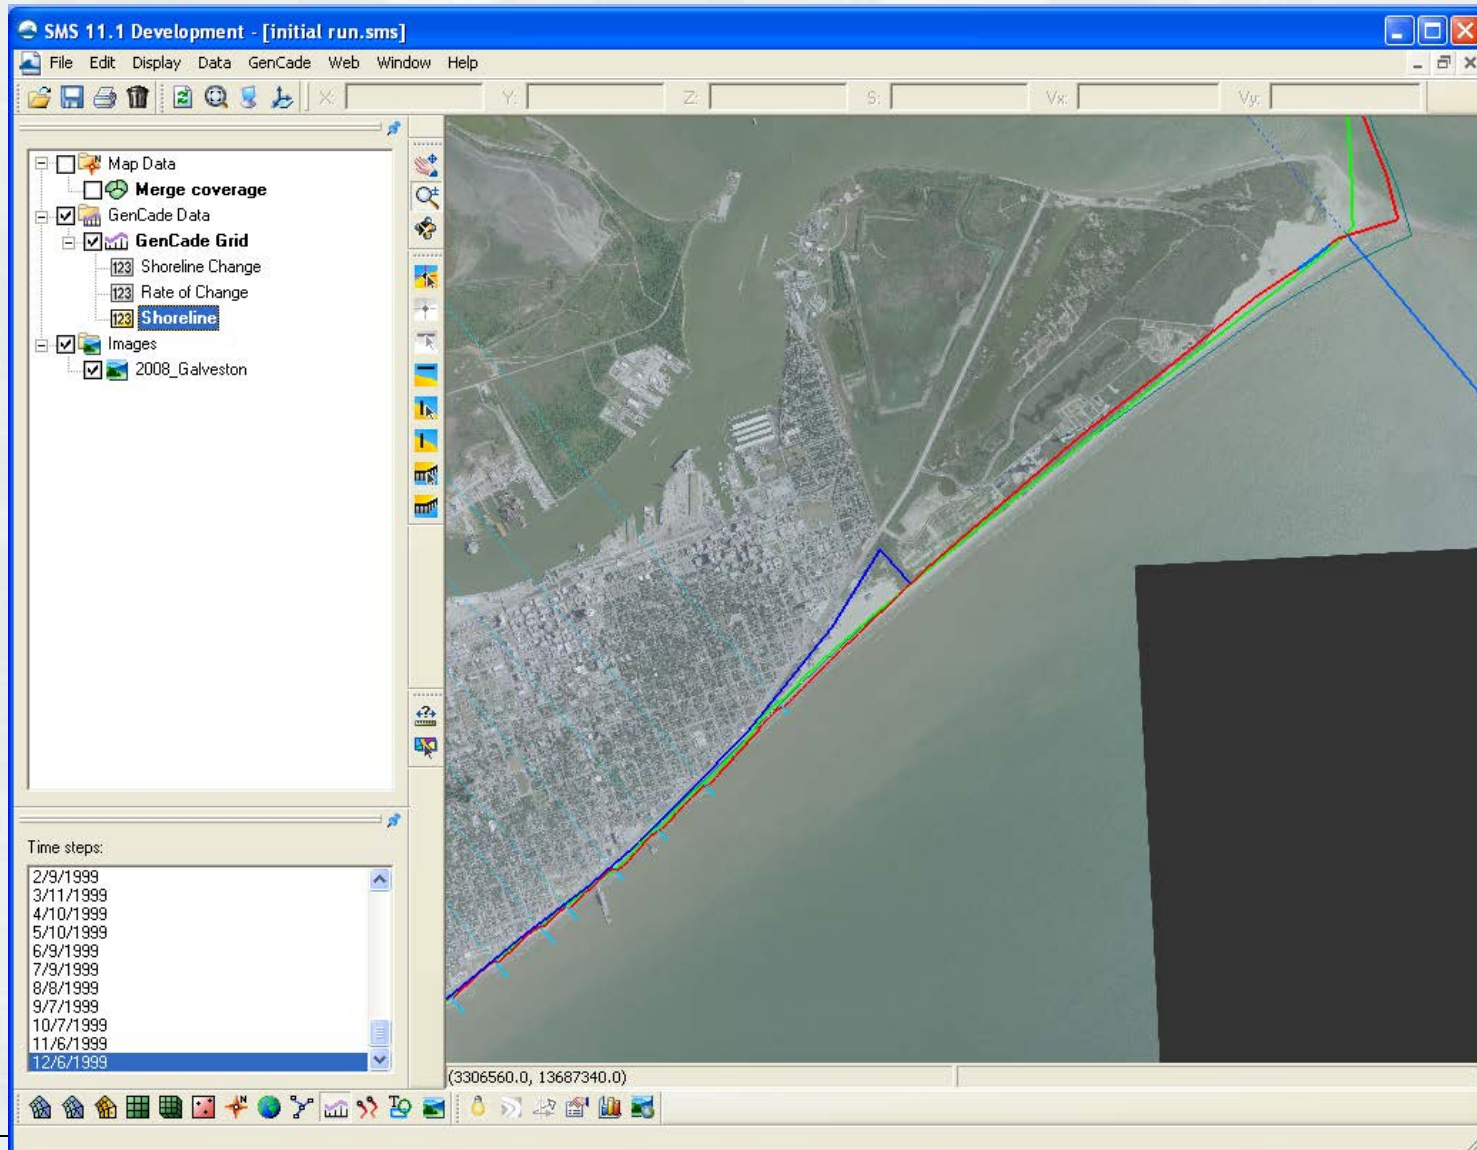 SMS 11.1 Development - [initial run.sms]
File Edit Display Data GenCade Web Window Help
X: Y: Z: S: Vx: Vy:
Map Data
Merge coverage
GenCade Data
GenCade Grid
123 Shoreline Change
123 Rate of Change
123 Shoreline
Images
2008_Galveston
Time steps:
2/9/1999
3/11/1999
4/10/1999
5/10/1999
6/9/1999
7/9/1999
8/8/1999
9/7/1999
10/7/1999
11/6/1999
12/6/1999
(3306560.0, 13687340.0)